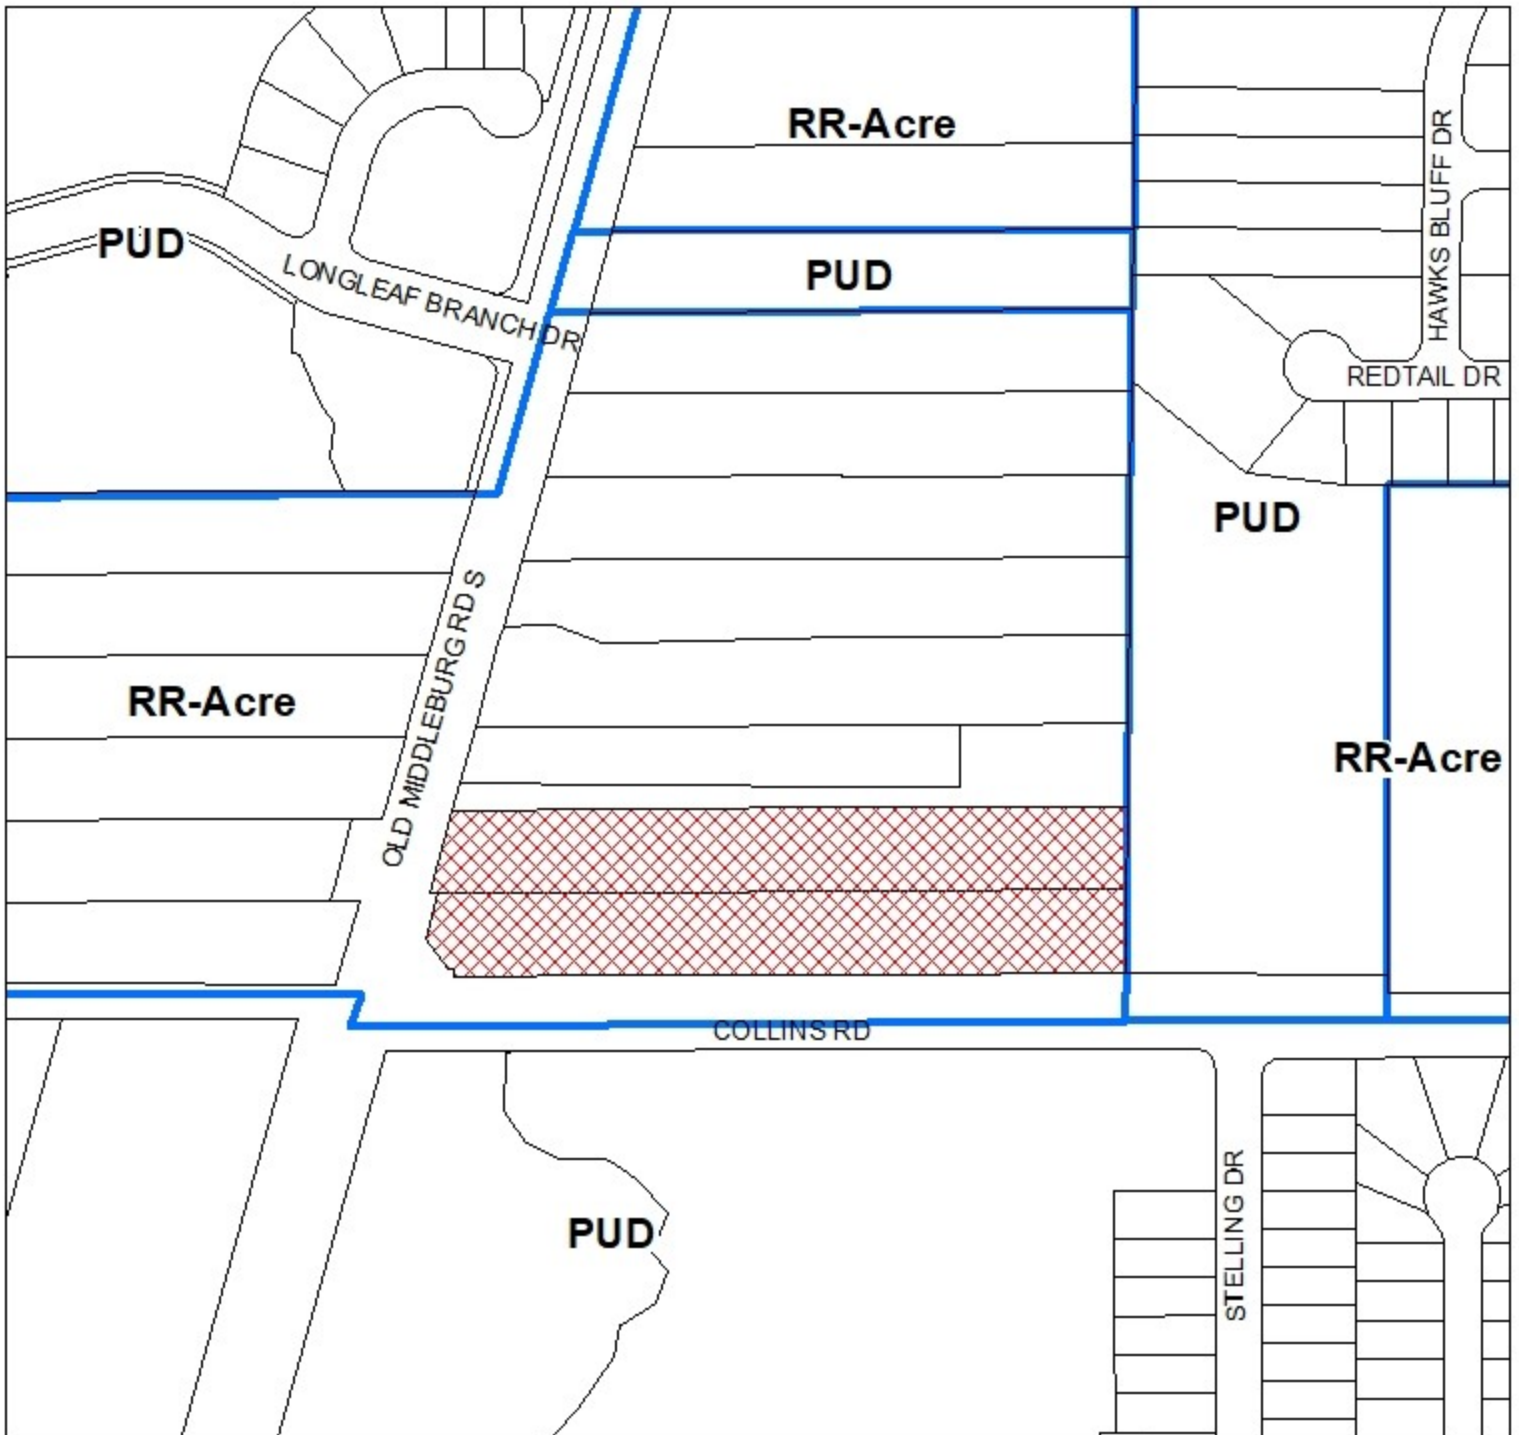 RR-Acre
HAWKS BLUFF DR
PUD
LONGLEAF BRANCH DR
PUD
REDTAIL DR
PUD
OLD MIDDLEBURG RD S
RR-Acre
RR-Acre
COLLINS RD
PUD
STELLING DR